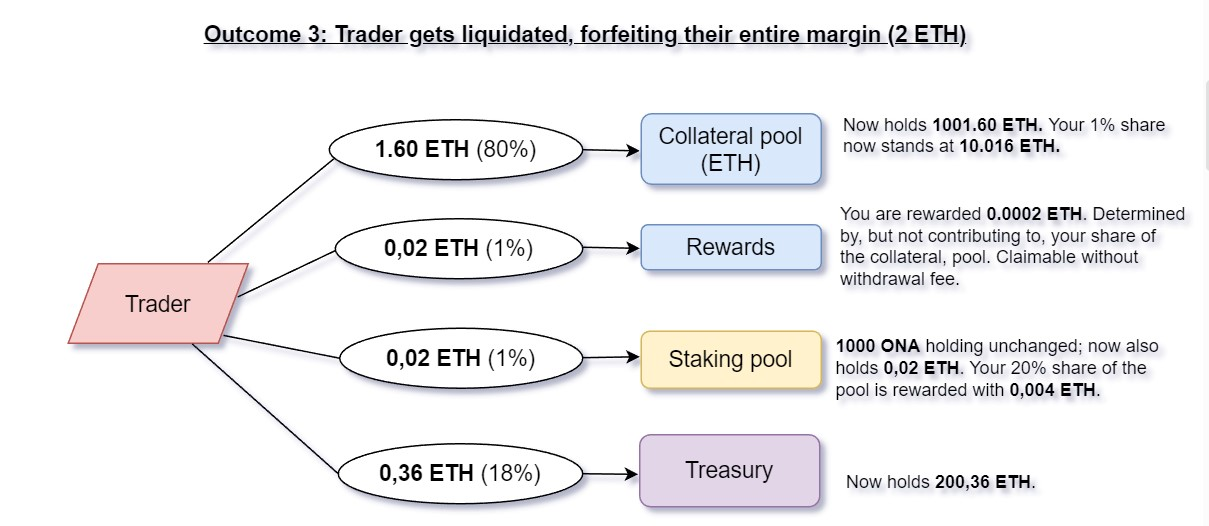 Outcome 3: Trader gets liquidated, forfeiting their entire margin (2 ETH)
1.60 ETH (80%)
Collateral pool
(ETH)
Now holds 1001.60 ETH. Your 1% share
now stands at 10.016 ETH.
0,02 ETH (1%)
Rewards
You are rewarded 0.0002 ETH. Determined
by, but not contributing to, your share of
the collateral, pool. Claimable without
withdrawal fee.
Trader
0,02 ETH (1%)
Staking pool
1000 ONA holding unchanged; now also
holds 0,02 ETH. Your 20% share of the
pool is rewarded with 0,004 ETH.
0,36 ETH (18%)
Treasury
Now holds 200,36 ETH.